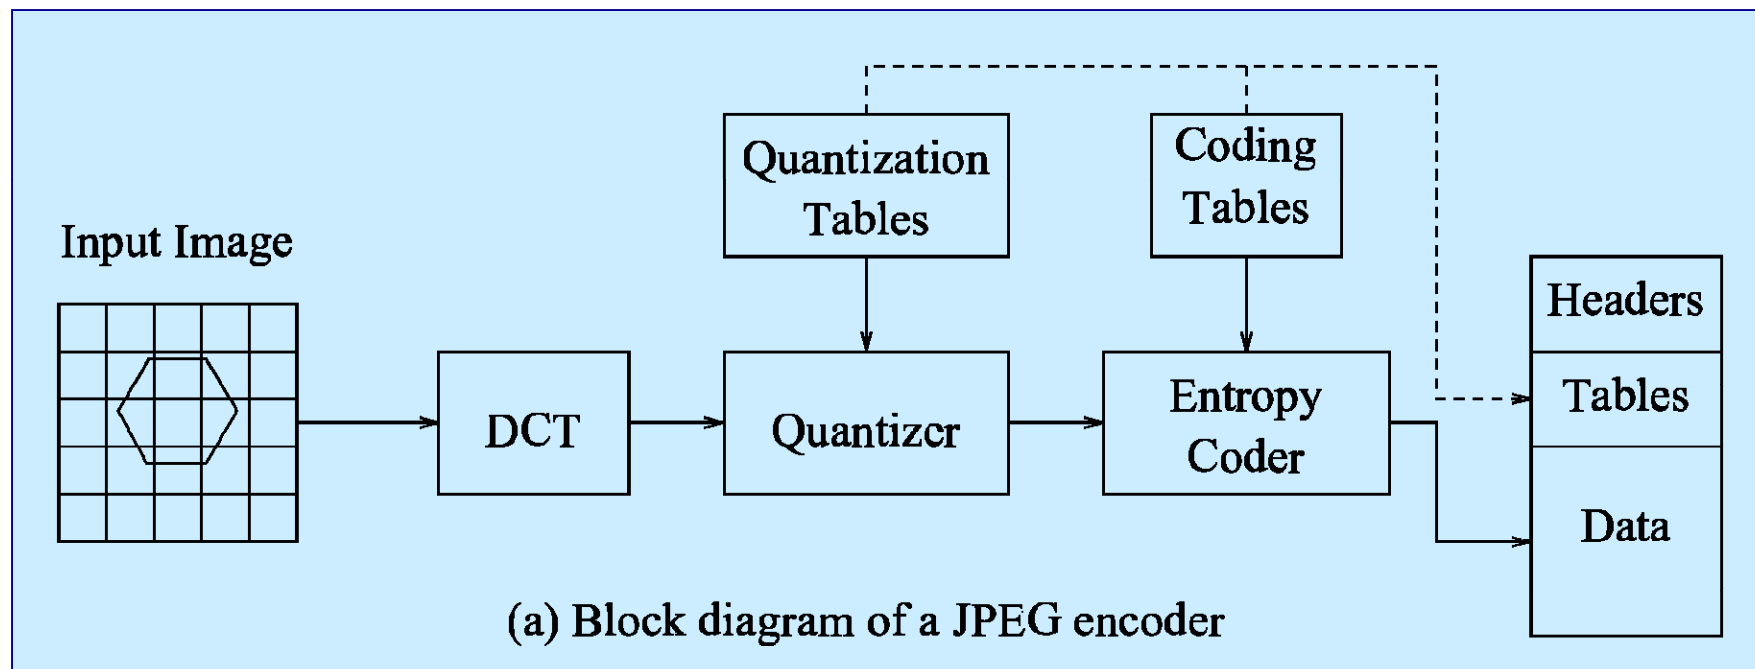 Quantization
Tables
Coding
Tables
Input Image
Headers
Tables
Data
DCT
Quantizcr
Entropy
Coder
(a) Block diagram of a JPEG encoder